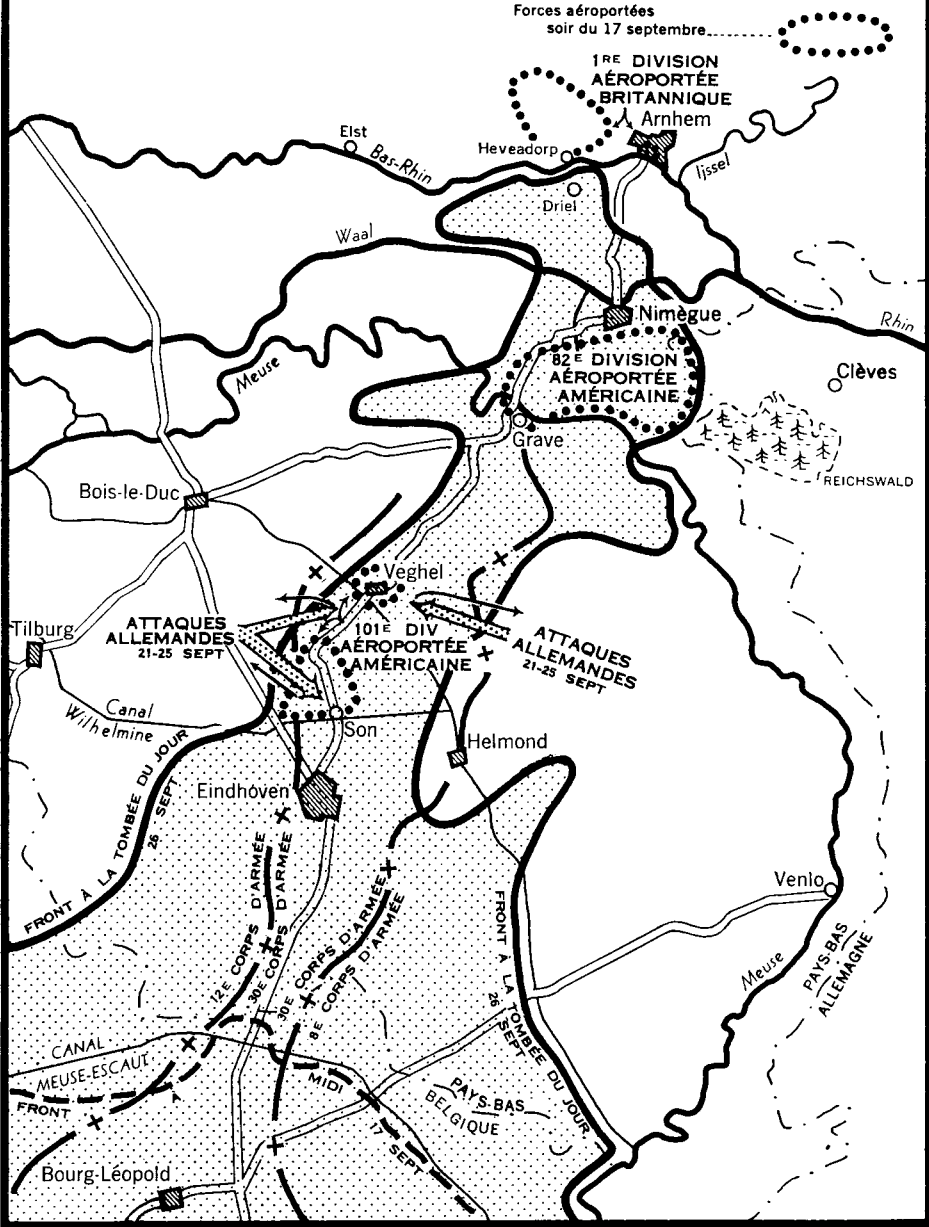 Forces aéroportées
soir du 17 septembre
1RE DIVISION
AÉROPORTÉE
BRITANNIQUE
Arnhem
Elst
Heveadorp
Bas-Rhin
Ijssel
Driel
Waal
Nimègue
Rhin
Meuse
82E DIVISION
AÉROPORTÉE
AMÉRICAINE
Clèves
Grave
REICHSWALD
Bois-le-Duc
Veghel
Tilburg
ATTAQUES
ALLEMANDES
21-25 SEPT
101E DIV
AÉROPORTÉE
AMÉRICAINE
ATTAQUES
ALLEMANDES
21-25 SEPT
Canal
Wilhelmine
Son
Helmond
Eindhoven
FRONT À LA TOMBÉE DU JOUR
26 SEPT
12E CORPS D'ARMÉE
30E CORPS D'ARMÉE
30E CORPS D'ARMÉE
8E CORPS D'ARMÉE
FRONT À LA TOMBÉE DU JOUR
26 SEPT
Venlo
Meuse
PAYS-BAS
ALLEMAGNE
CANAL
MEUSE-ESCAUT
FRONT À MIDI 17 SEPT
PAYS-BAS
BELGIQUE
Bourg-Léopold